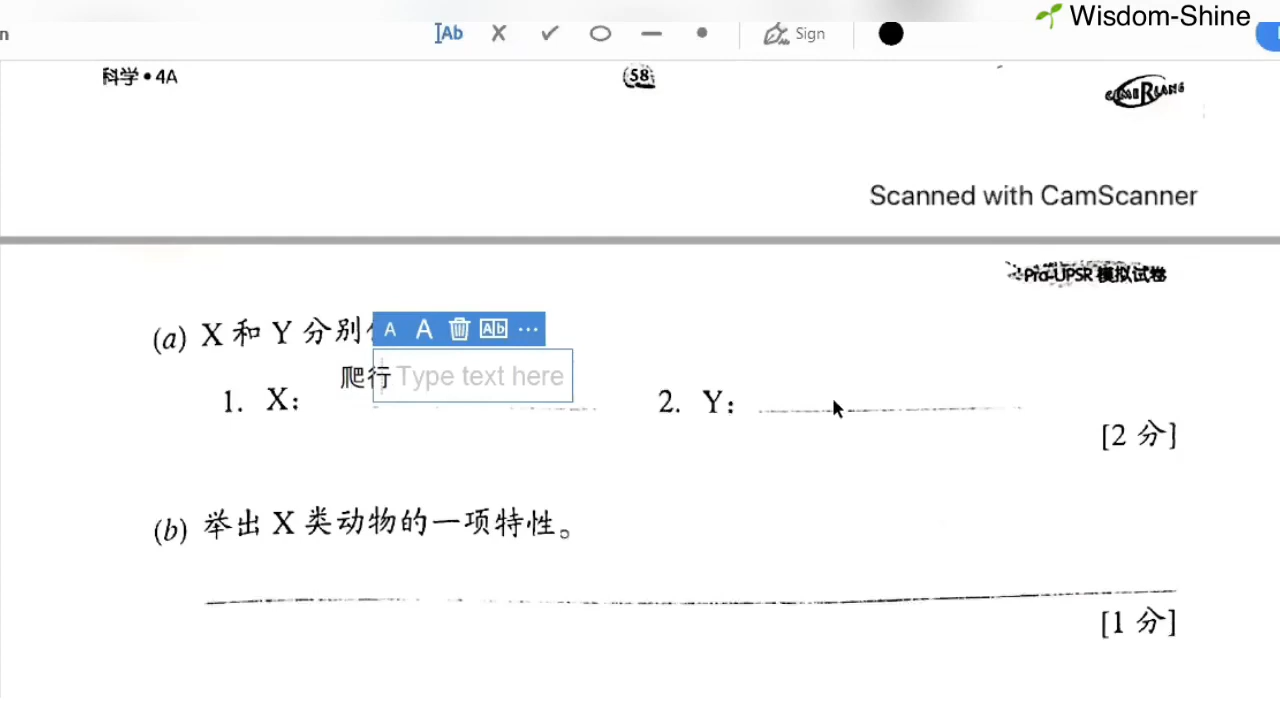 Wisdom-Shine
n
Ab
Sign
科学•4A
58
Scanned with CamScanner
Pra-UPSR 模拟试卷
(a) X 和 Y 分别
A A Ab ...
爬行 Type text here
1. X:
2. Y:
[2 分]
(b) 举出 X 类动物的一项特性。
[1 分]